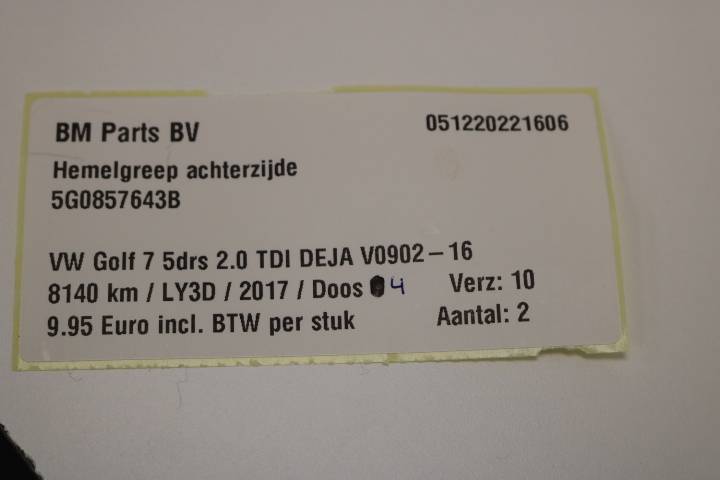 BM Parts BV 051220221606
Hemelgreep achterzijde
5G0857643B
VW Golf 7 5drs 2.0 TDI DEJA V0902-16
8140 km / LY3D / 2017 / Doos 4 Verz: 10
9.95 Euro incl. BTW per stuk Aantal: 2